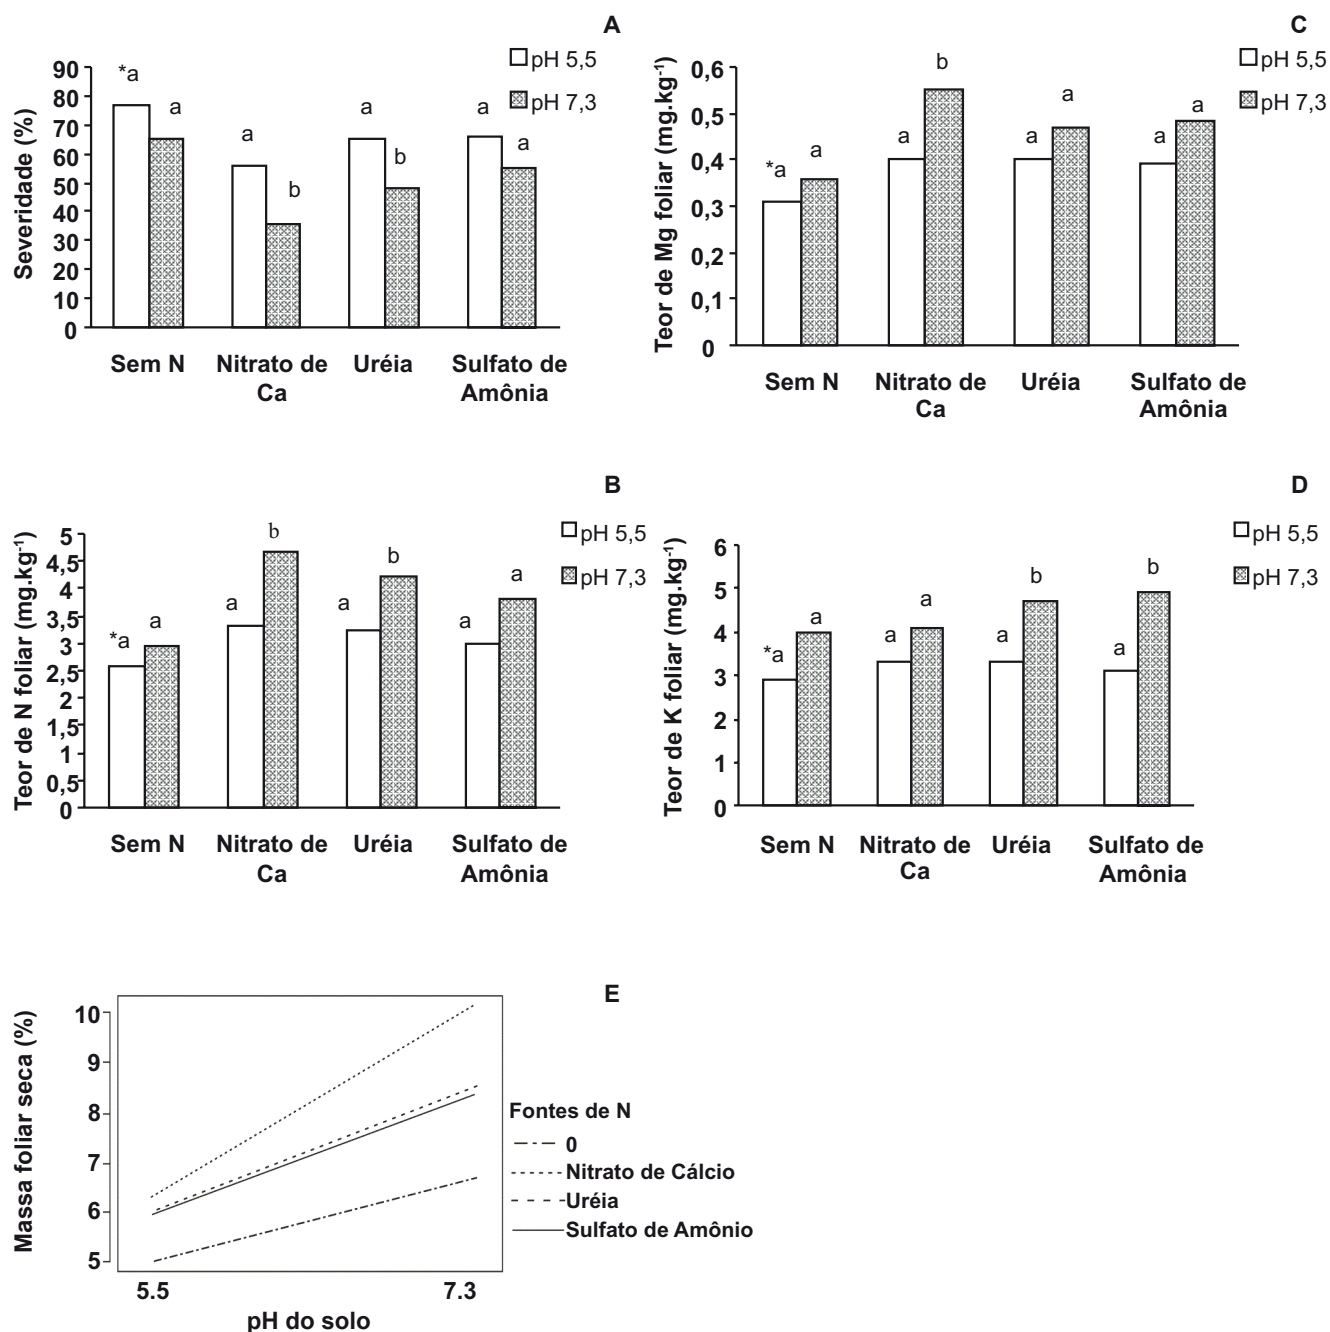 A
Severidade (%)
90
80
70
60
50
40
30
20
10
0
*a
a
a
b
a
b
a
a
pH 5,5
pH 7,3
Sem N
Nitrato de
Ca
Uréia
Sulfato de
Amônia
C
Teor de Mg foliar (mg.kg-1)
0,6
0,5
0,4
0,3
0,2
0,1
0
*a
a
a
b
a
a
a
a
pH 5,5
pH 7,3
Sem N
Nitrato de
Ca
Uréia
Sulfato de
Amônia
B
Teor de N foliar (mg.kg-1)
5
4,5
4
3,5
3
2,5
2
1,5
1
0,5
0
*a
a
a
b
a
b
a
a
pH 5,5
pH 7,3
Sem N
Nitrato de
Ca
Uréia
Sulfato de
Amônia
D
Teor de K foliar (mg.kg-1)
6
5
4
3
2
1
0
*a
a
a
a
a
b
a
b
pH 5,5
pH 7,3
Sem N
Nitrato de
Ca
Uréia
Sulfato de
Amônia
E
Massa foliar seca (%)
10
9
8
7
6
5
5.5
7.3
pH do solo
Fontes de N
0
Nitrato de Cálcio
Uréia
Sulfato de Amônio